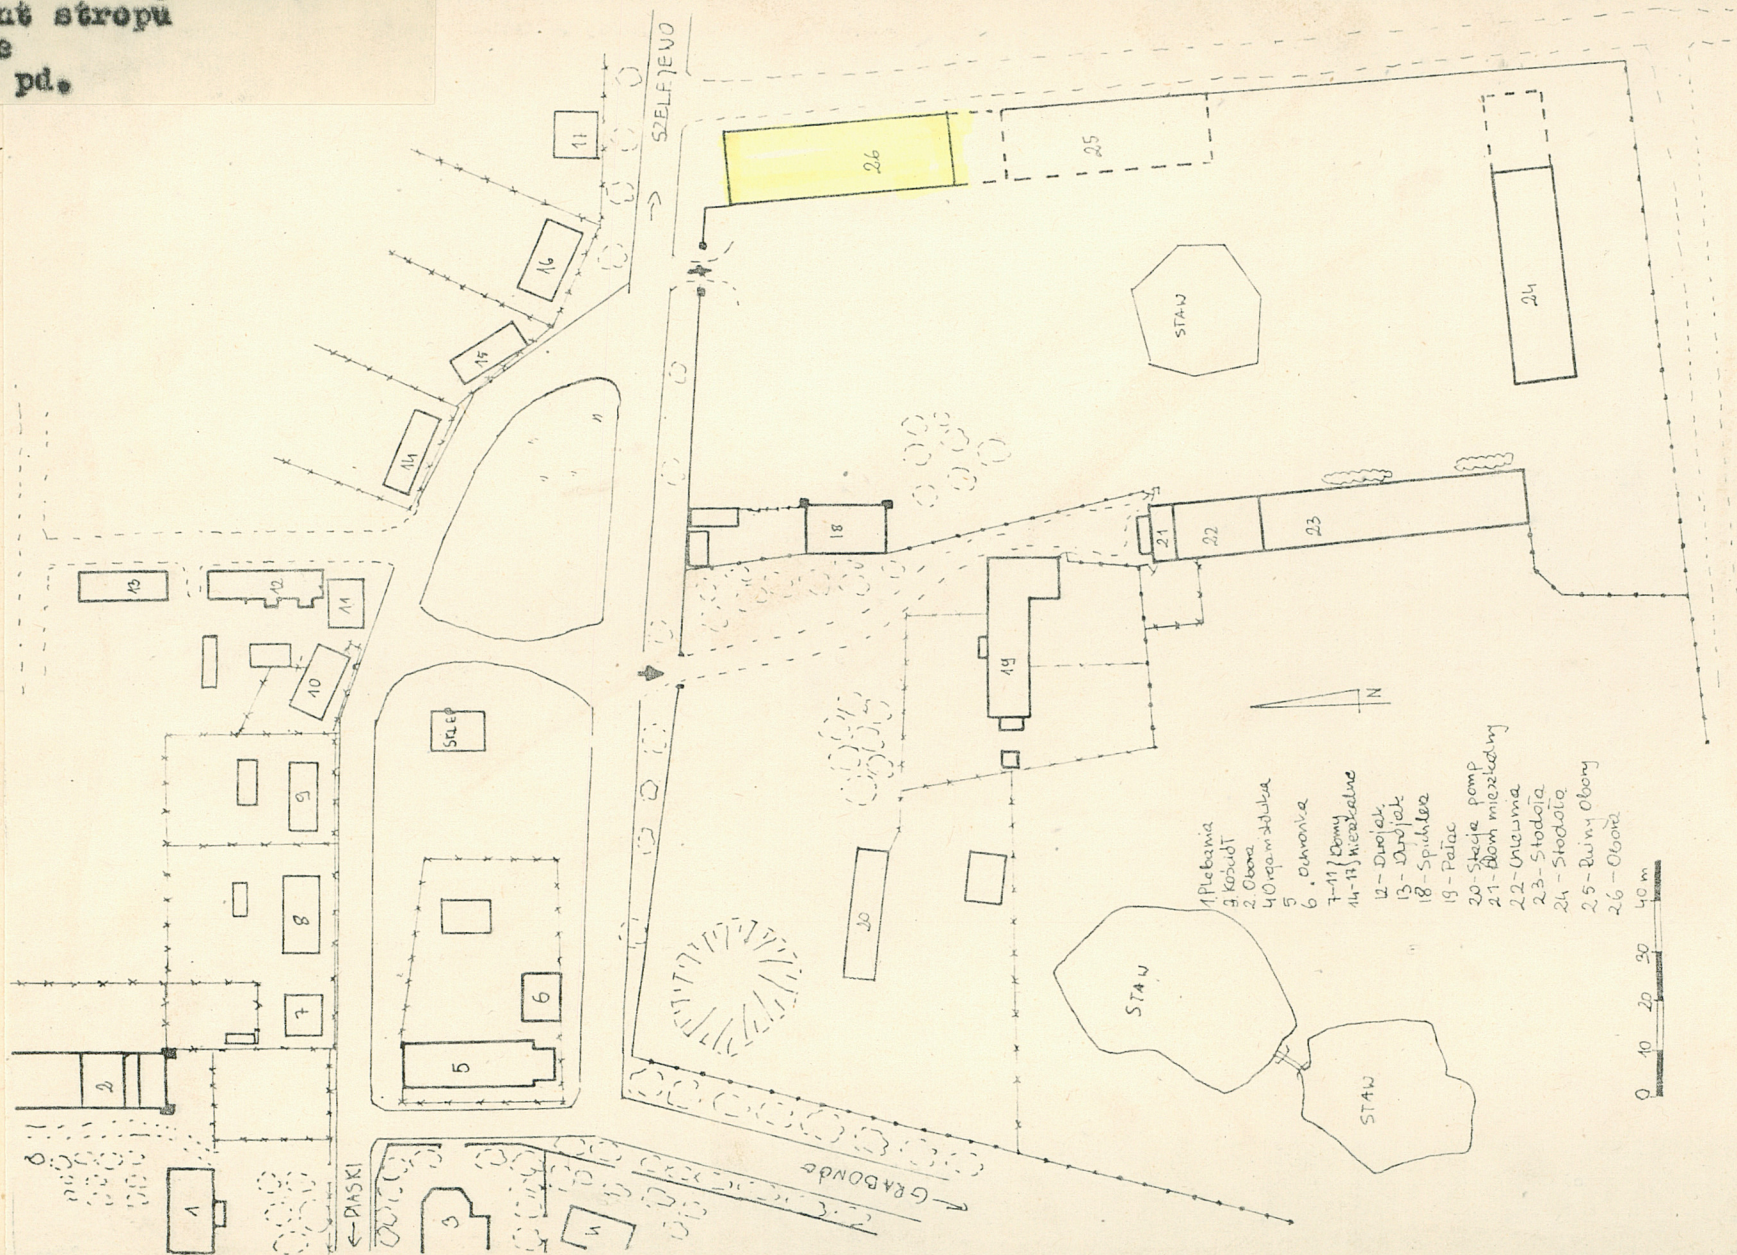 nt stropu
e
pd.
SZELEJEWO
17
26
25
16
24
STAW
15
14
18
21
22
23
13
12
11
10
19
SKLEP
N
9
8
20
7
6
5
2
STAW
STAW
1
← PIASKI
3
4
← GRABONÓG
1. Plebania
3. Kościół
2. Obora
4 Organistówka
5
6. Ochronka
7-11 } Domy
14-17 } mieszkalne
12 - Dwojak
13 - Dwojak
18 - Spichlerz
19 - Pałac
20 - Stacja pomp
21 - Dom mieszkalny
22 - Chlewnia
23 - Stodoła
24 - Stodoła
25 - Ruiny Obory
26 - Obora
0 10 20 30 40 m